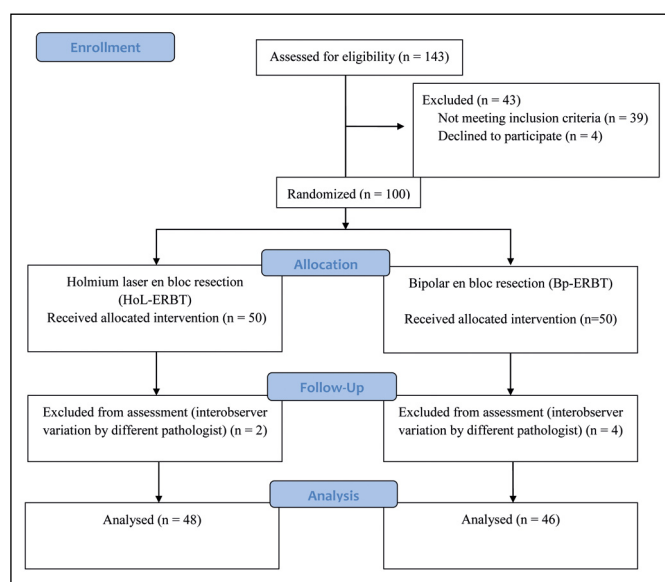 Enrollment
Assessed for eligibility (n = 143)
Excluded (n = 43)
Not meeting inclusion criteria (n = 39)
Declined to participate (n = 4)
Randomized (n = 100)
Allocation
Holmium laser en bloc resection
(HoL-ERBT)
Received allocated intervention (n = 50)
Bipolar en bloc resection (Bp-ERBT)
Received allocated intervention (n=50)
Follow-Up
Excluded from assessment (interobserver
variation by different pathologist) (n = 2)
Excluded from assessment (interobserver
variation by different pathologist) (n = 4)
Analysis
Analysed (n = 48)
Analysed (n = 46)